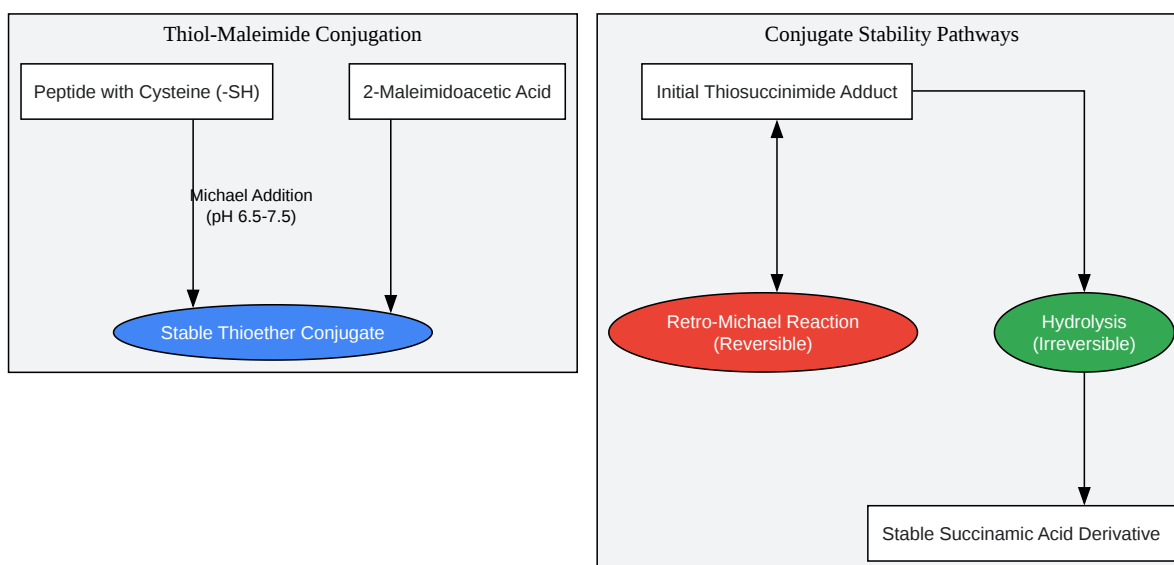 Thiol-Maleimide Conjugation
Peptide with Cysteine (-SH)
2-Maleimidoacetic Acid
Michael Addition
(pH 6.5-7.5)
Stable Thioether Conjugate
Conjugate Stability Pathways
Initial Thiosuccinimide Adduct
Retro-Michael Reaction
(Reversible)
Hydrolysis
(Irreversible)
Stable Succinamic Acid Derivative